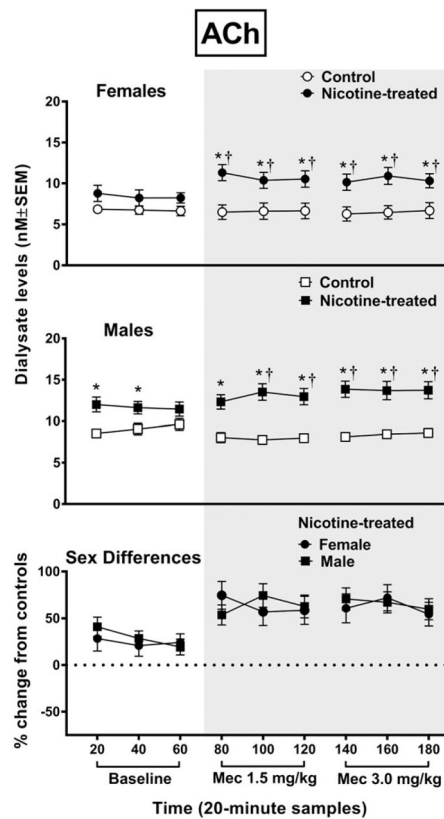 ACh
Females
Control
Nicotine-treated
20
15
10
5
0
*† *† *† *† *† *†
Dialysate levels (nM±SEM)
Males
Control
Nicotine-treated
20
15
10
5
0
* * * *† *† *† *† *†
Sex Differences
Nicotine-treated
Female
Male
100
50
0
-50
% change from controls
20 40 60 80 100 120 140 160 180
Baseline Mec 1.5 mg/kg Mec 3.0 mg/kg
Time (20-minute samples)